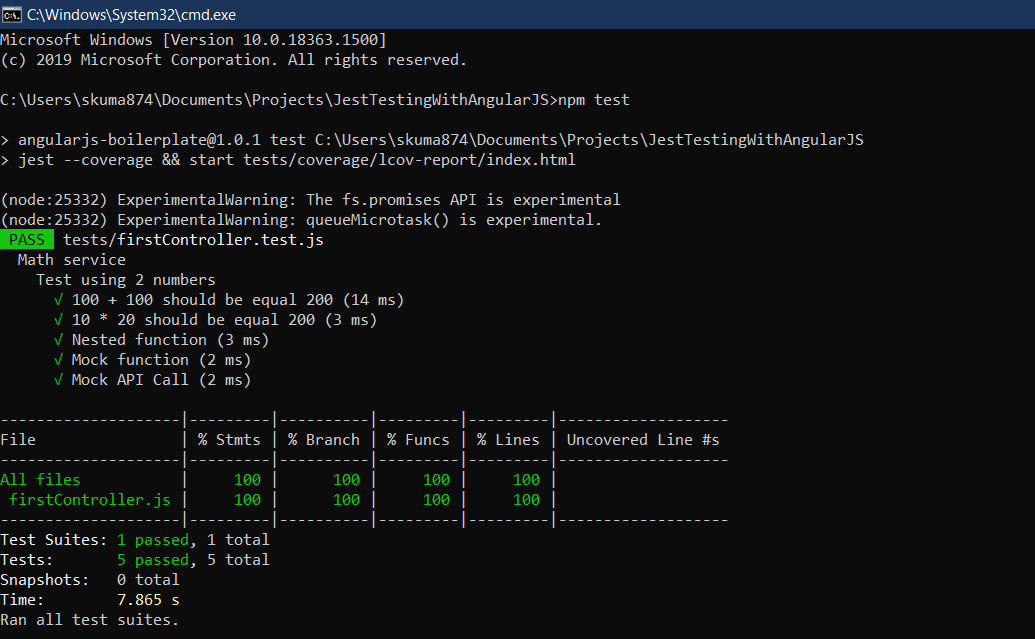 C:\Windows\System32\cmd.exe
Microsoft Windows [Version 10.0.18363.1500]
(c) 2019 Microsoft Corporation. All rights reserved.

C:\Users\skuma874\Documents\Projects\JestTestingWithAngularJS>npm test

> angularjs-boilerplate@1.0.1 test C:\Users\skuma874\Documents\Projects\JestTestingWithAngularJS
> jest --coverage && start tests/coverage/lcov-report/index.html

(node:25332) ExperimentalWarning: The fs.promises API is experimental
(node:25332) ExperimentalWarning: queueMicrotask() is experimental.
PASS tests/firstController.test.js
  Math service
    Test using 2 numbers
      √ 100 + 100 should be equal 200 (14 ms)
      √ 10 * 20 should be equal 200 (3 ms)
      √ Nested function (3 ms)
      √ Mock function (2 ms)
      √ Mock API Call (2 ms)

--------------------|---------|----------|---------|---------|-------------------
File                | % Stmts | % Branch | % Funcs | % Lines | Uncovered Line #s
--------------------|---------|----------|---------|---------|-------------------
All files           |     100 |      100 |     100 |     100 |
 firstController.js |     100 |      100 |     100 |     100 |
--------------------|---------|----------|---------|---------|-------------------
Test Suites: 1 passed, 1 total
Tests:       5 passed, 5 total
Snapshots:   0 total
Time:        7.865 s
Ran all test suites.